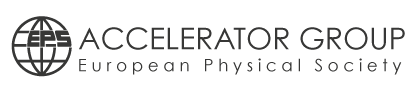 EPS
ACCELERATOR GROUP
European Physical Society